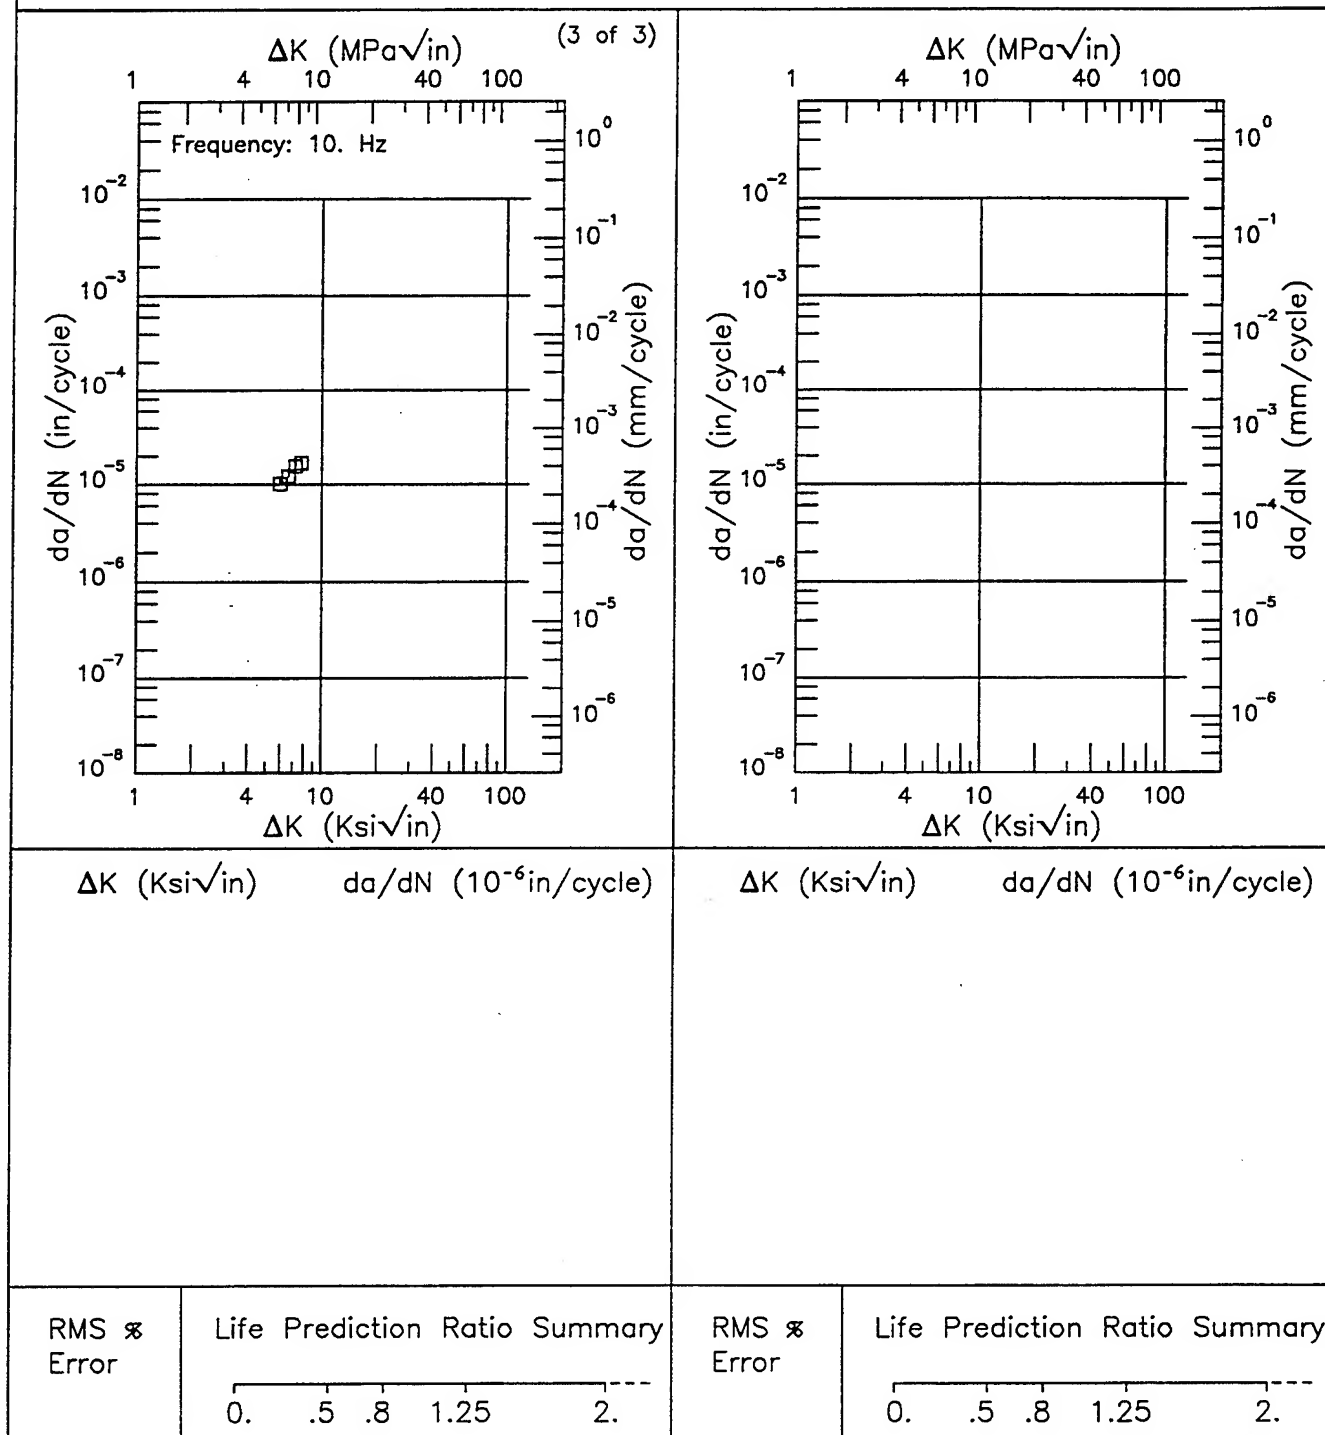 (3 of 3)
ΔK (MPa√in)
1 4 10 40 100
Frequency: 10. Hz
10⁰
10⁻²
10⁻¹
10⁻³
10⁻²
10⁻⁴
10⁻³
10⁻⁵
10⁻⁴
10⁻⁶
10⁻⁵
10⁻⁷
10⁻⁶
10⁻⁸
da/dN (in/cycle)
da/dN (mm/cycle)
1 4 10 40 100
ΔK (Ksi√in)
ΔK (MPa√in)
1 4 10 40 100
10⁰
10⁻²
10⁻¹
10⁻³
10⁻²
10⁻⁴
10⁻³
10⁻⁵
10⁻⁴
10⁻⁶
10⁻⁵
10⁻⁷
10⁻⁶
10⁻⁸
da/dN (in/cycle)
da/dN (mm/cycle)
1 4 10 40 100
ΔK (Ksi√in)
ΔK (Ksi√in) da/dN (10⁻⁶in/cycle)
ΔK (Ksi√in) da/dN (10⁻⁶in/cycle)
RMS %
Error
Life Prediction Ratio Summary
0. .5 .8 1.25 2.
RMS %
Error
Life Prediction Ratio Summary
0. .5 .8 1.25 2.